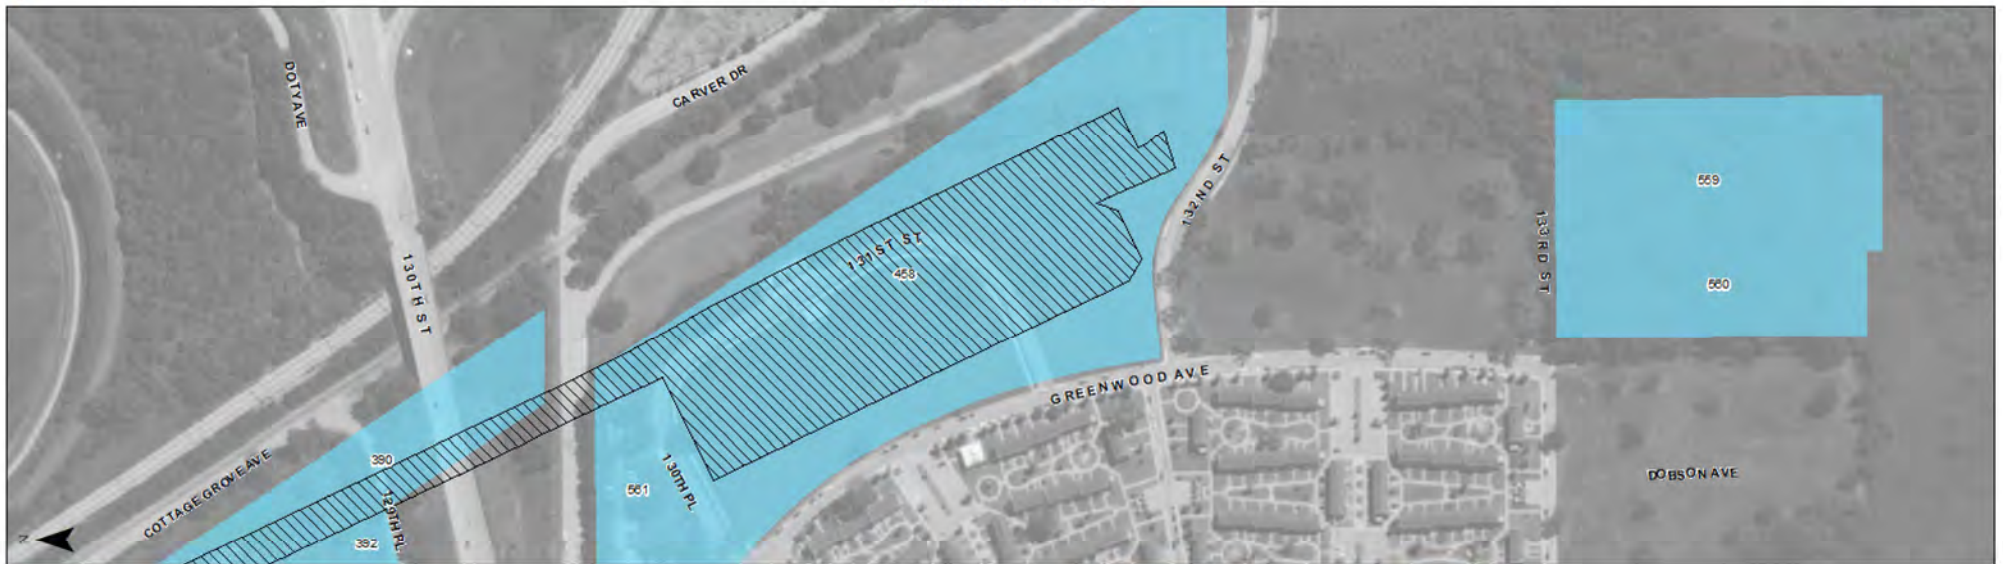 DOTY AVE
CARVER DR
130TH ST
131ST ST
458
132ND ST
133RD ST
559
560
GREENWOOD AVE
COTTAGE GROVE AVE
390
129TH PL
392
561
130TH PL
DOBSON AVE
N